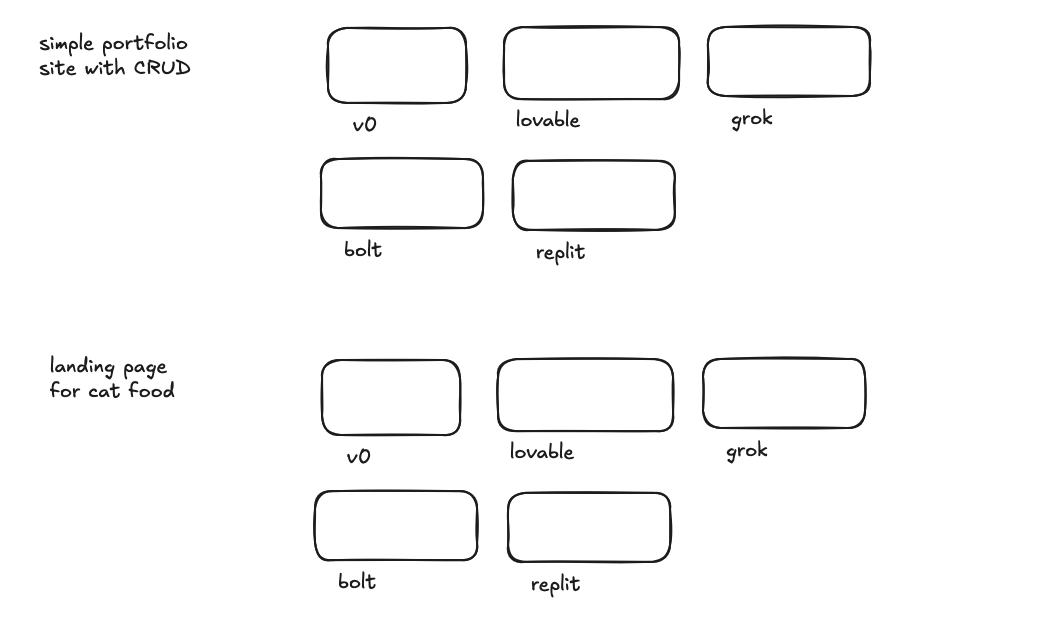 simple portfolio
site with CRUD
v0
lovable
grok
bolt
replit
landing page
for cat food
v0
lovable
grok
bolt
replit